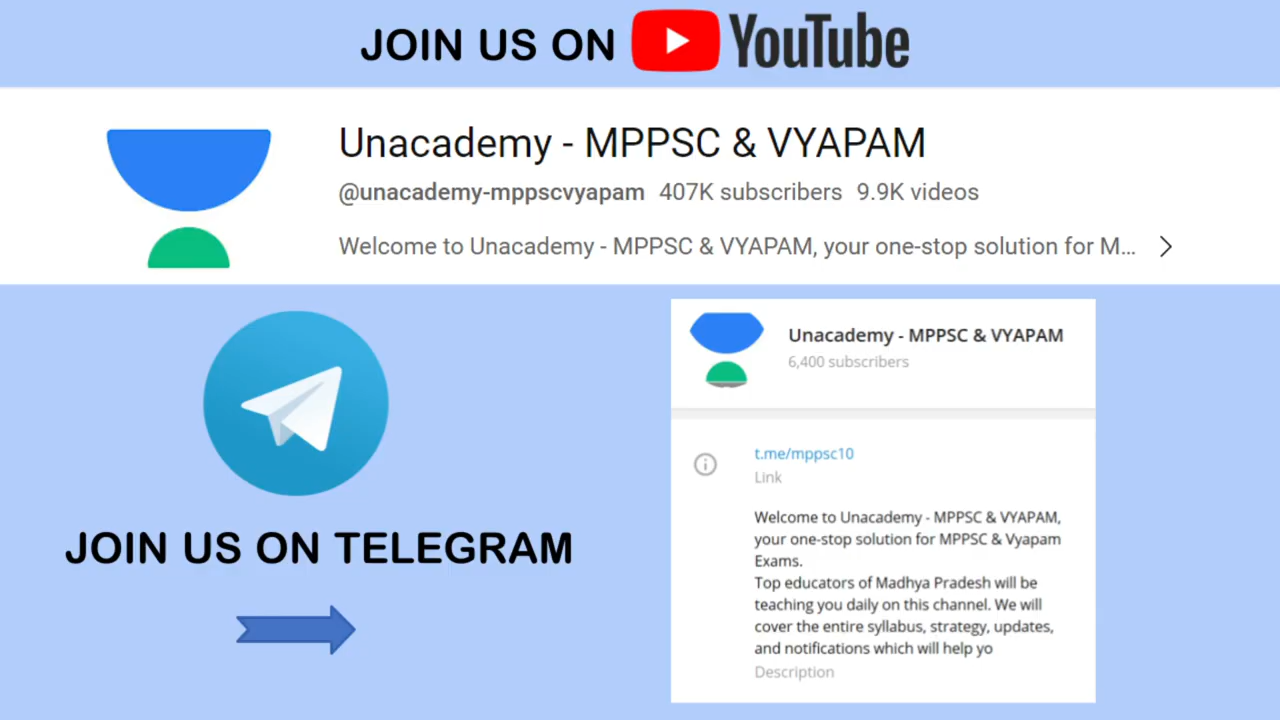 JOIN US ON YouTube
Unacademy - MPPSC & VYAPAM
@unacademy-mppscvyapam 407K subscribers 9.9K videos
Welcome to Unacademy - MPPSC & VYAPAM, your one-stop solution for M...
JOIN US ON TELEGRAM
Unacademy - MPPSC & VYAPAM
6,400 subscribers
t.me/mppsc10
Link
Welcome to Unacademy - MPPSC & VYAPAM,
your one-stop solution for MPPSC & Vyapam
Exams.
Top educators of Madhya Pradesh will be
teaching you daily on this channel. We will
cover the entire syllabus, strategy, updates,
and notifications which will help yo
Description